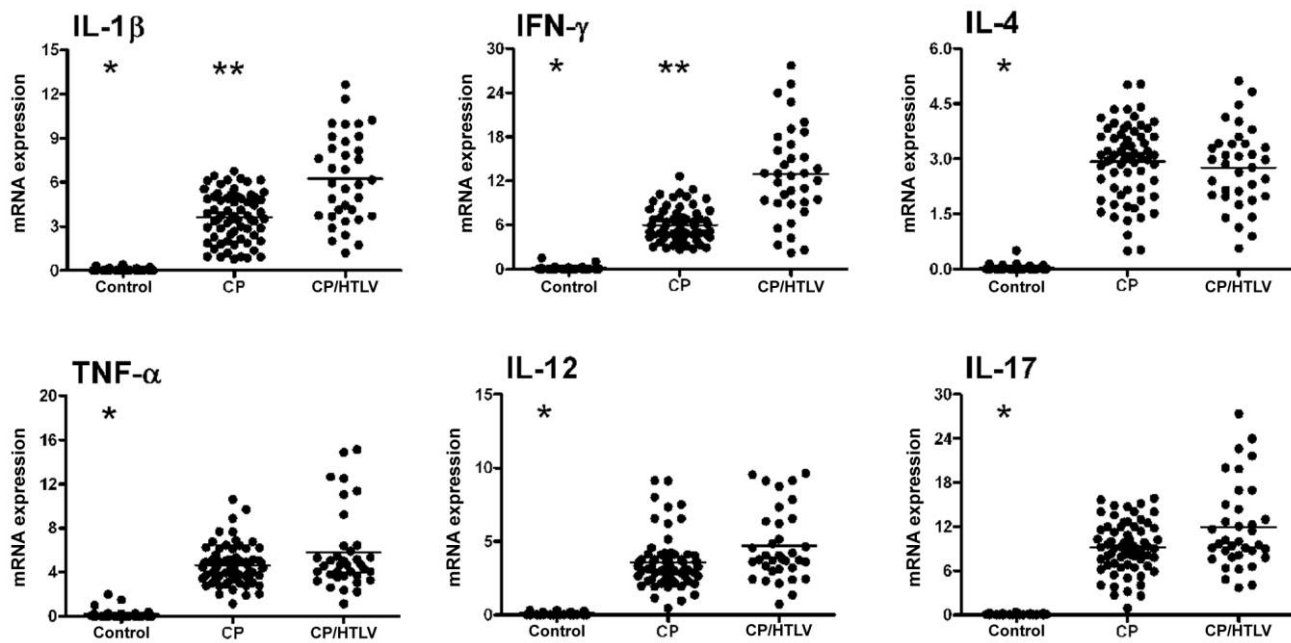 IL-1β
* **
mRNA expression
15
12
9
6
3
0
Control CP CP/HTLV
IFN-γ
* **
mRNA expression
30
24
18
12
6
0
Control CP CP/HTLV
IL-4
*
mRNA expression
6.0
4.5
3.0
1.5
0.0
Control CP CP/HTLV
TNF-α
*
mRNA expression
20
16
12
8
4
0
Control CP CP/HTLV
IL-12
*
mRNA expression
15
10
5
0
Control CP CP/HTLV
IL-17
*
mRNA expression
30
24
18
12
6
0
Control CP CP/HTLV